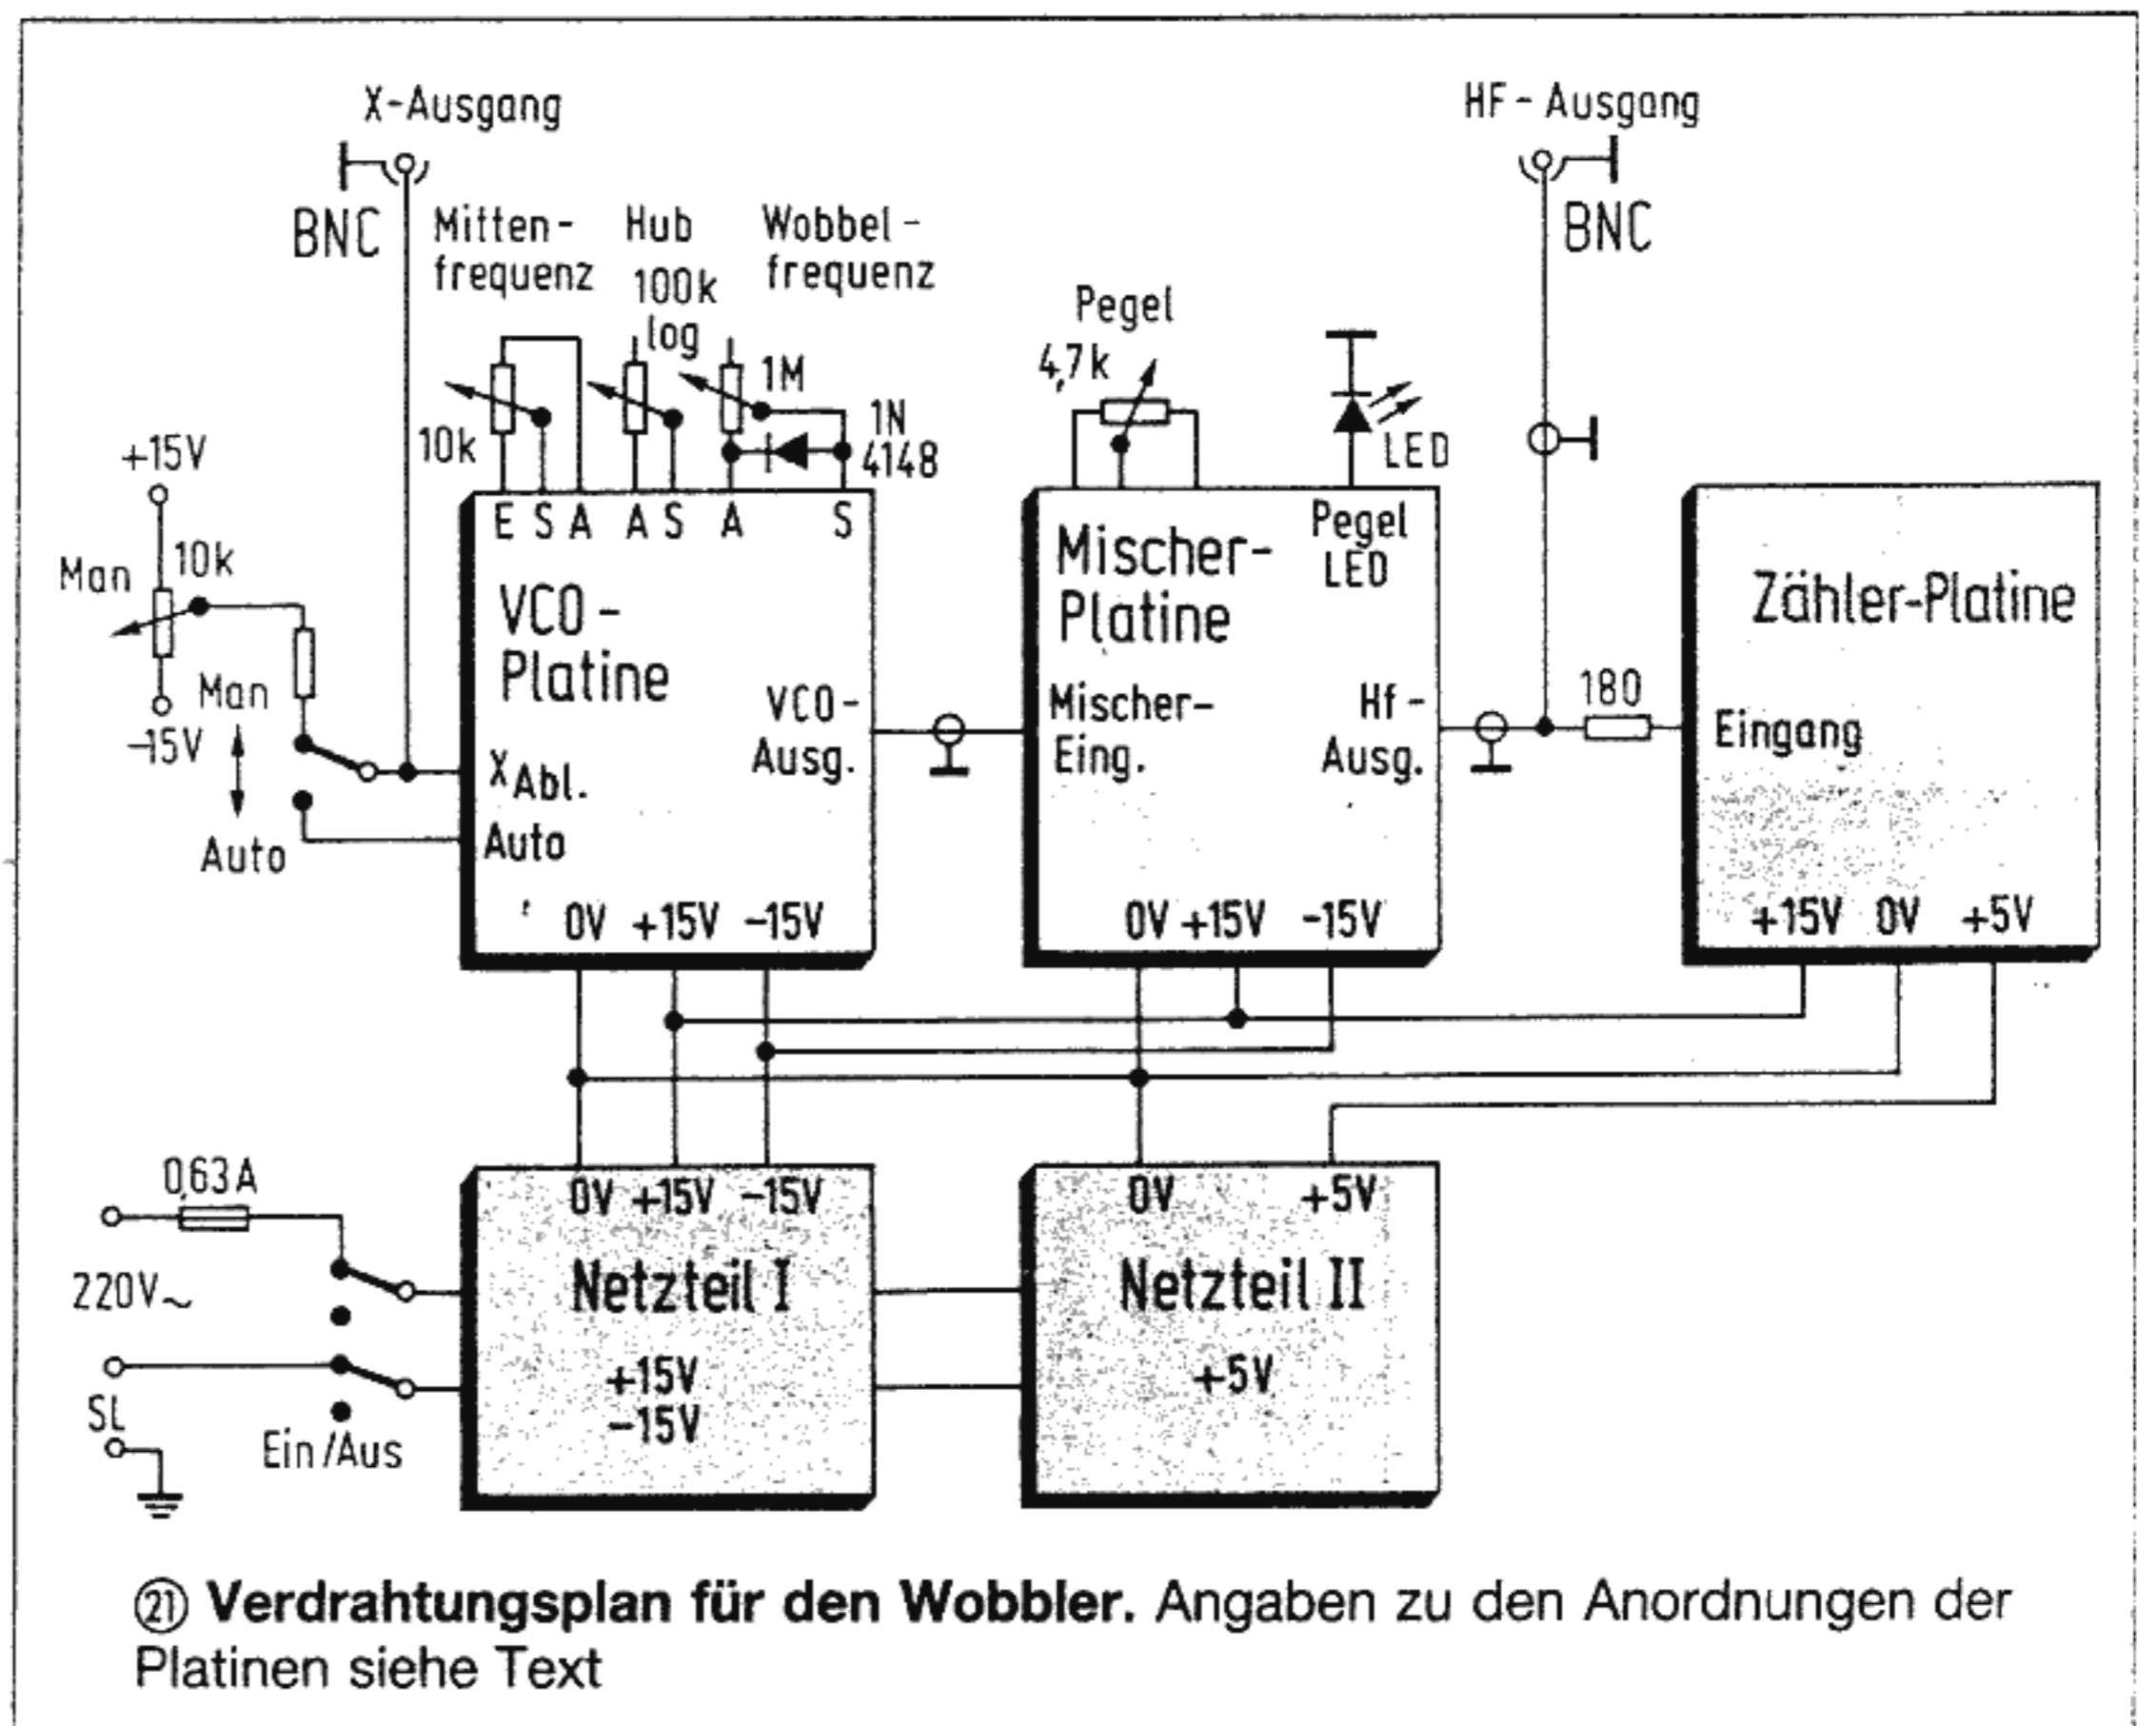 X-Ausgang
HF-Ausgang
BNC
BNC
Mitten-
frequenz
Hub
100k
log
Wobbel-
frequenz
1M
1N
4148
10k
Pegel
4,7k
LED
+15V
Man
10k
-15V
Man
Auto
E S A A S A S
VCO-
Platine
VCO-
Ausg.
XAbl.
Auto
0V +15V -15V
Mischer-
Platine
Pegel
LED
Mischer-
Eing.
Hf-
Ausg.
0V +15V -15V
180
Zähler-Platine
Eingang
+15V 0V +5V
0,63A
220V~
SL
Ein/Aus
0V +15V -15V
Netzteil I
+15V
-15V
0V +5V
Netzteil II
+5V
㉑ Verdrahtungsplan für den Wobbler. Angaben zu den Anordnungen der
Platinen siehe Text